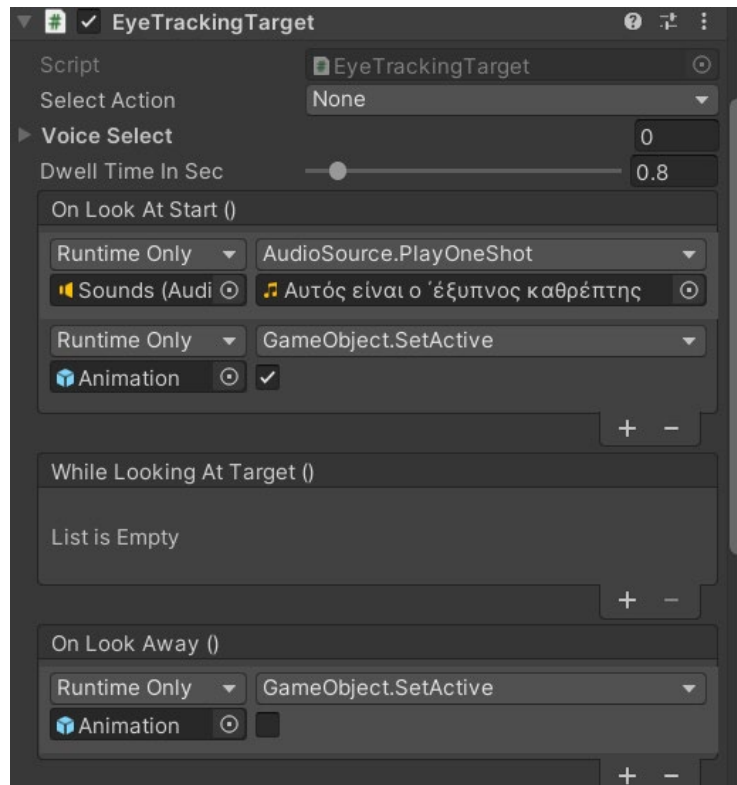 EyeTrackingTarget
Script EyeTrackingTarget
Select Action None
Voice Select 0
Dwell Time In Sec 0.8
On Look At Start ()
Runtime Only AudioSource.PlayOneShot
Sounds (Audi Αυτός είναι ο ΄έξυπνος καθρέπτης
Runtime Only GameObject.SetActive
Animation
While Looking At Target ()
List is Empty
On Look Away ()
Runtime Only GameObject.SetActive
Animation